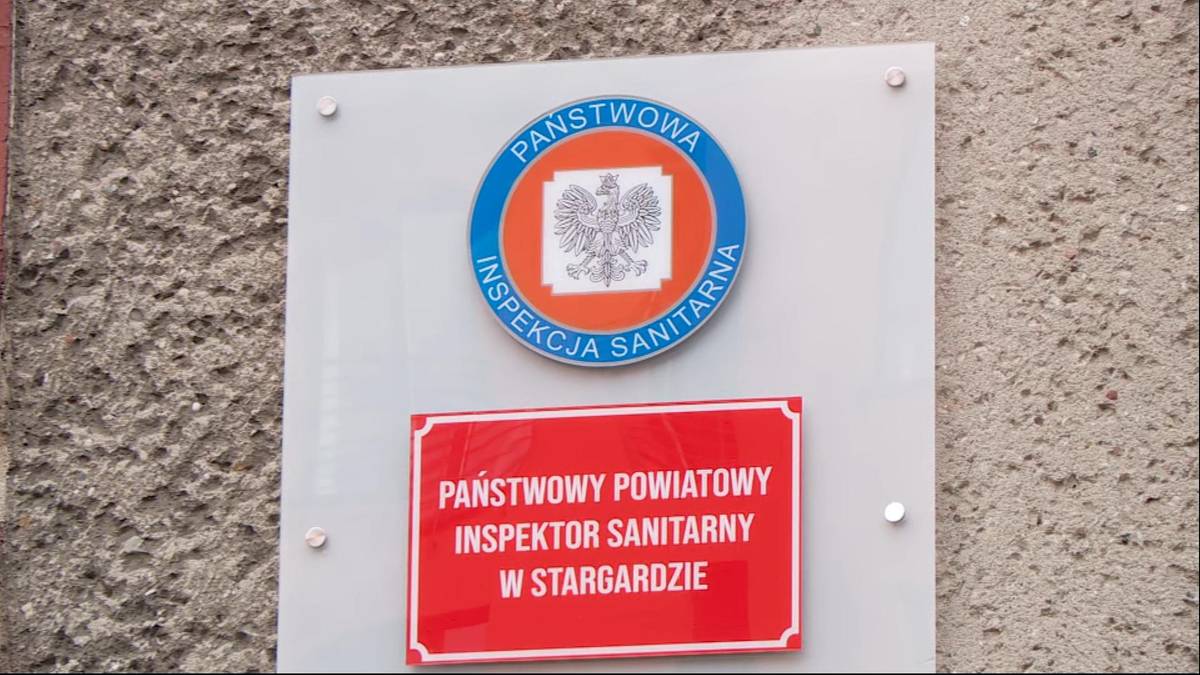 PAŃSTWOWA
INSPEKCJA SANITARNA
PAŃSTWOWY POWIATOWY
INSPEKTOR SANITARNY
W STARGARDZIE